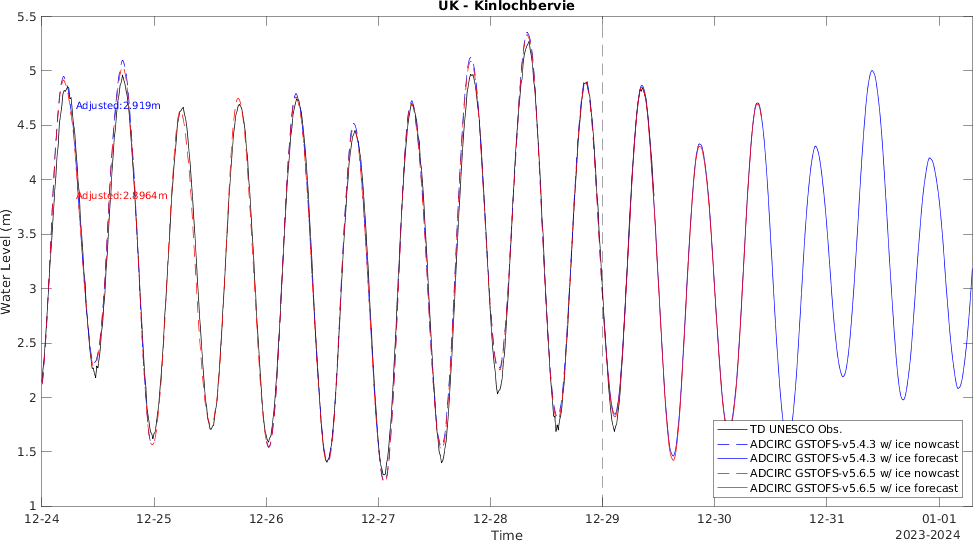 UK - Kinlochbervie
5.5
5
4.5
4
3.5
3
2.5
2
1.5
1
Water Level (m)
Adjusted:2.919m
Adjusted:2.8964m
TD UNESCO Obs.
ADCIRC GSTOFS-v5.4.3 w/ ice nowcast
ADCIRC GSTOFS-v5.4.3 w/ ice forecast
ADCIRC GSTOFS-v5.6.5 w/ ice nowcast
ADCIRC GSTOFS-v5.6.5 w/ ice forecast
12-24 12-25 12-26 12-27 12-28 12-29 12-30 12-31 01-01
Time
2023-2024